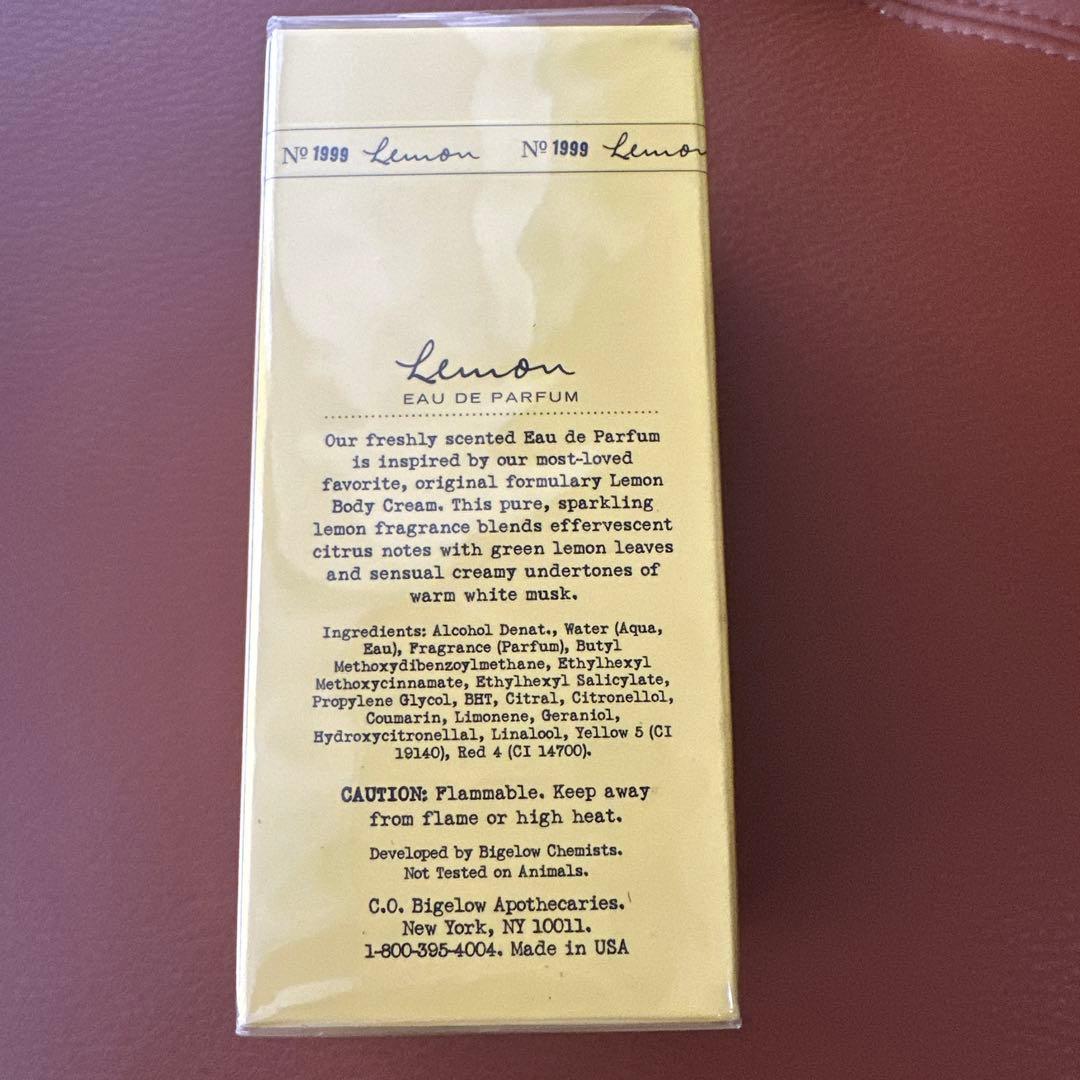 Nº 1999 Lemon Nº 1999 Lemon
Lemon
EAU DE PARFUM
Our freshly scented Eau de Parfum
is inspired by our most-loved
favorite, original formulary Lemon
Body Cream. This pure, sparkling
lemon fragrance blends effervescent
citrus notes with green lemon leaves
and sensual creamy undertones of
warm white musk.
Ingredients: Alcohol Denat., Water (Aqua,
Eau), Fragrance (Parfum), Butyl
Methoxydibenzoylmethane, Ethylhexyl
Methoxycinnamate, Ethylhexyl Salicylate,
Propylene Glycol, BHT, Citral, Citronellol,
Coumarin, Limonene, Geraniol,
Hydroxycitronellal, Linalool, Yellow 5 (CI
19140), Red 4 (CI 14700).
CAUTION: Flammable. Keep away
from flame or high heat.
Developed by Bigelow Chemists.
Not Tested on Animals.
C.O. Bigelow Apothecaries.
New York, NY 10011.
1-800-395-4004. Made in USA